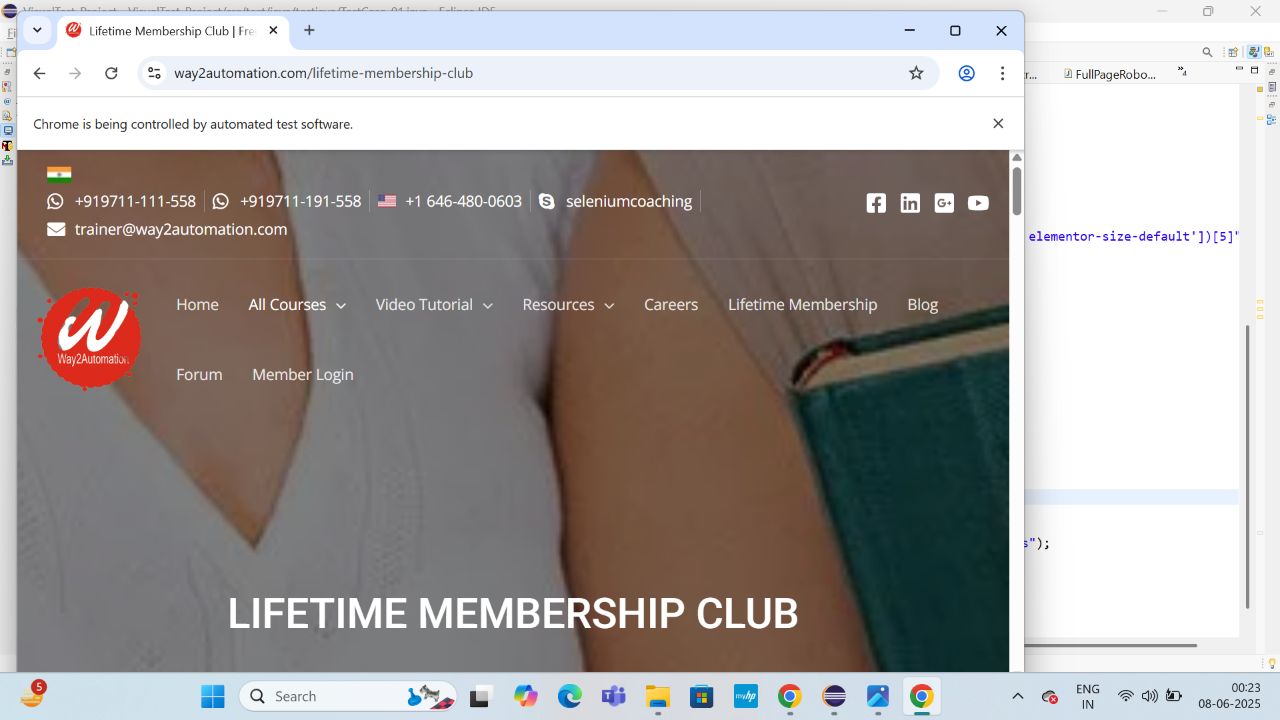 Lifetime Membership Club | Fre
way2automation.com/lifetime-membership-club
r...
FullPageRobo...
Chrome is being controlled by automated test software.
+919711-111-558
+919711-191-558
+1 646-480-0603
seleniumcoaching
trainer@way2automation.com
elementor-size-default'])[5]"
Home
All Courses
Video Tutorial
Resources
Careers
Lifetime Membership
Blog
W
Way2Automation
Forum
Member Login
s");
LIFETIME MEMBERSHIP CLUB
5
Search
myhp
ENG
IN
00:23
08-06-2025